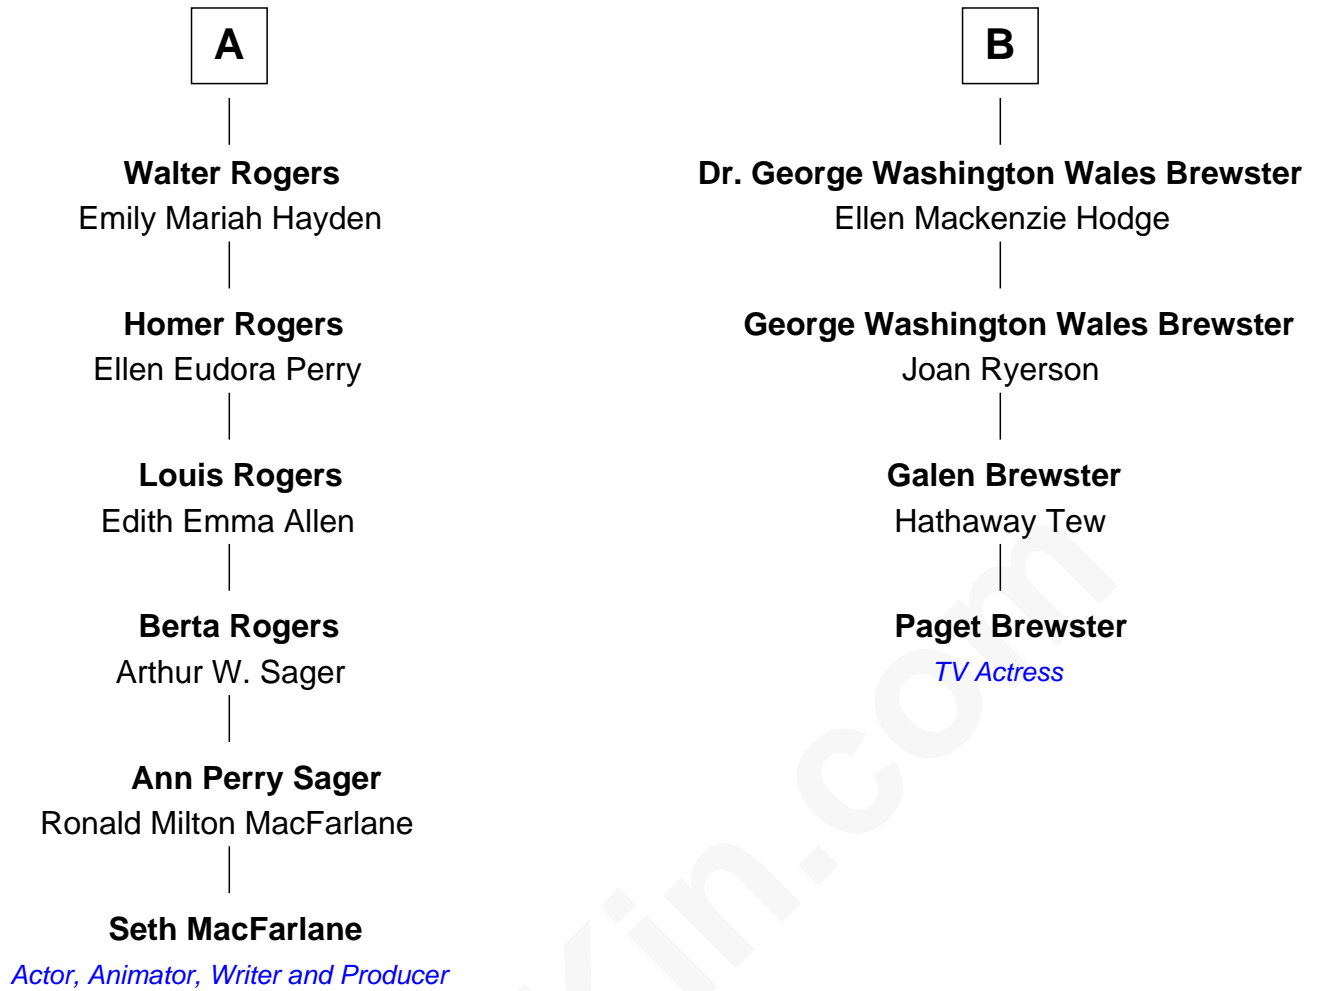 A
Walter Rogers
Emily Mariah Hayden
Homer Rogers
Ellen Eudora Perry
Louis Rogers
Edith Emma Allen
Berta Rogers
Arthur W. Sager
Ann Perry Sager
Ronald Milton MacFarlane
Seth MacFarlane
Actor, Animator, Writer and Producer
B
Dr. George Washington Wales Brewster
Ellen Mackenzie Hodge
George Washington Wales Brewster
Joan Ryerson
Galen Brewster
Hathaway Tew
Paget Brewster
TV Actress